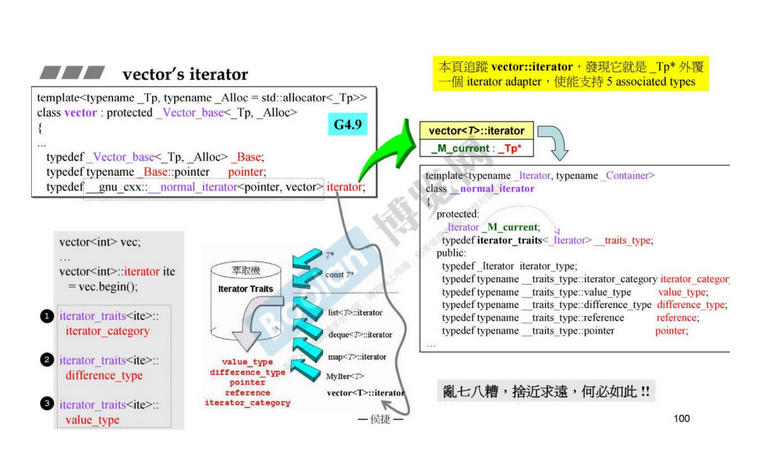 vector's iterator
template<typename _Tp, typename _Alloc = std::allocator<_Tp>>
class vector : protected _Vector_base<_Tp, _Alloc>
{
...
typedef _Vector_base<_Tp, _Alloc> _Base;
typedef typename _Base::pointer pointer;
typedef __gnu_cxx::__normal_iterator<pointer, vector> iterator;
G4.9
本頁追蹤 vector::iterator，發現它就是 _Tp* 外覆
一個 iterator adapter，使能支持 5 associated types
vector<T>::iterator
_M_current : _Tp*
template<typename _Iterator, typename _Container>
class __normal_iterator
{
protected:
_Iterator _M_current;
typedef iterator_traits<_Iterator> __traits_type;
public:
typedef _Iterator iterator_type;
typedef typename __traits_type::iterator_category iterator_category
typedef typename __traits_type::value_type value_type;
typedef typename __traits_type::difference_type difference_type;
typedef typename __traits_type::reference reference;
typedef typename __traits_type::pointer pointer;
...
vector<int> vec;
…
vector<int>::iterator ite
= vec.begin();
1 iterator_traits<ite>::
iterator_category
2 iterator_traits<ite>::
difference_type
3 iterator_traits<ite>::
value_type
萃取機
Iterator Traits
T*
const T*
list<T>::iterator
deque<T>::iterator
map<T>::iterator
MyIter<T>
vector<T>::iterator
value_type
difference_type
pointer
reference
iterator_category
亂七八糟，捨近求遠，何必如此 !!
— 侯捷 —
100
Boolan 博览网